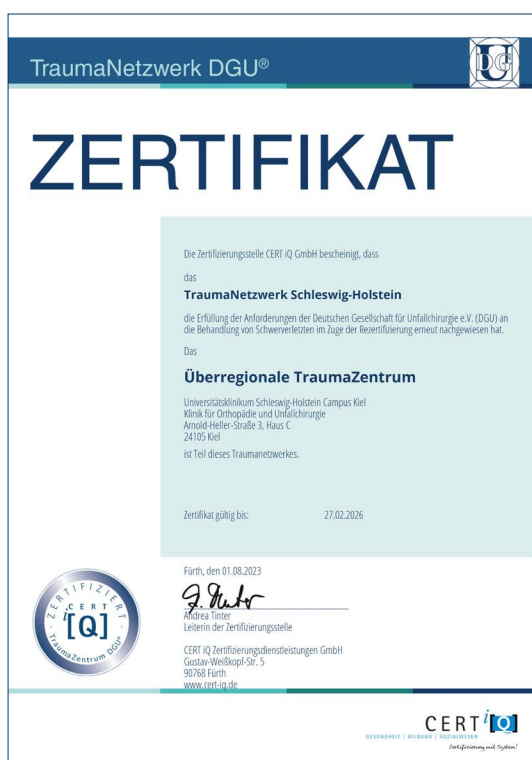 TraumaNetzwerk DGU®
DGU
ZERTIFIKAT
Die Zertifizierungsstelle CERT iQ GmbH bescheinigt, dass
das
TraumaNetzwerk Schleswig-Holstein
die Erfüllung der Anforderungen der Deutschen Gesellschaft für Unfallchirurgie e.V. (DGU) an
die Behandlung von Schwerverletzten im Zuge der Rezertifizierung erneut nachgewiesen hat.
Das
Überregionale TraumaZentrum
Universitätsklinikum Schleswig-Holstein Campus Kiel
Klinik für Orthopädie und Unfallchirurgie
Arnold-Heller-Straße 3, Haus C
24105 Kiel
ist Teil dieses Traumanetzwerkes.
Zertifikat gültig bis: 27.02.2026
Fürth, den 01.08.2023
A. Tinter
Andrea Tinter
Leiterin der Zertifizierungsstelle
CERT iQ Zertifizierungsdienstleistungen GmbH
Gustav-Weißkopf-Str. 5
90768 Fürth
www.cert-iq.de
ZERTIFIZIERT
CERT
iQ
TraumaZentrum DGU®
CERT iQ
GESUNDHEIT | BILDUNG | SOZIALWESEN
Zertifizierung mit System!